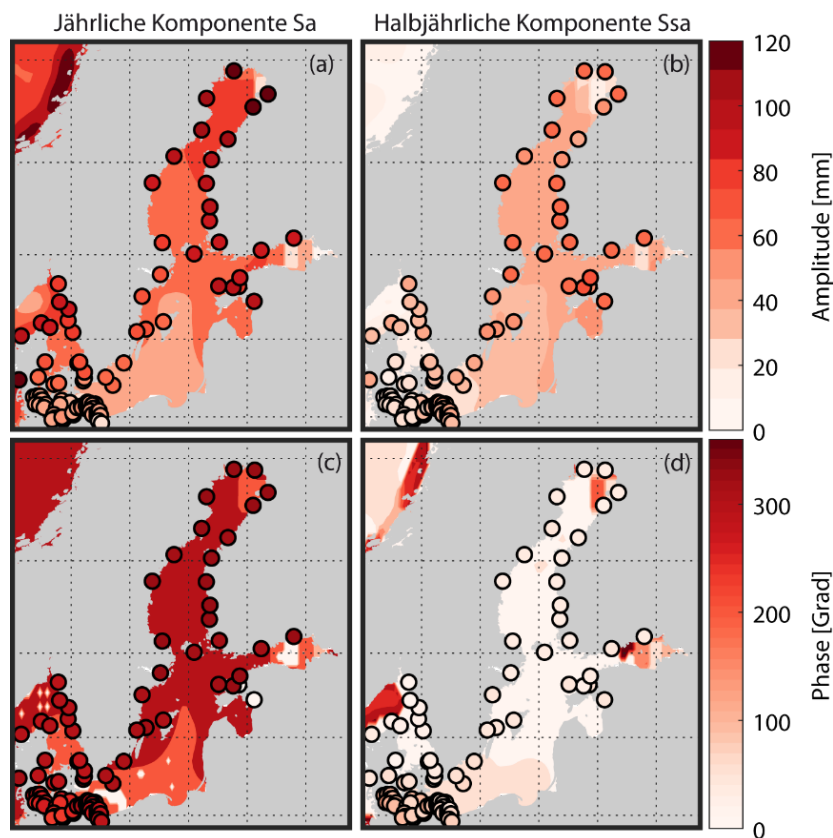 Jährliche Komponente Sa
Halbjährliche Komponente Ssa
(a)
(b)
120
100
80
60
40
20
0
Amplitude [mm]
(c)
(d)
300
200
100
0
Phase [Grad]